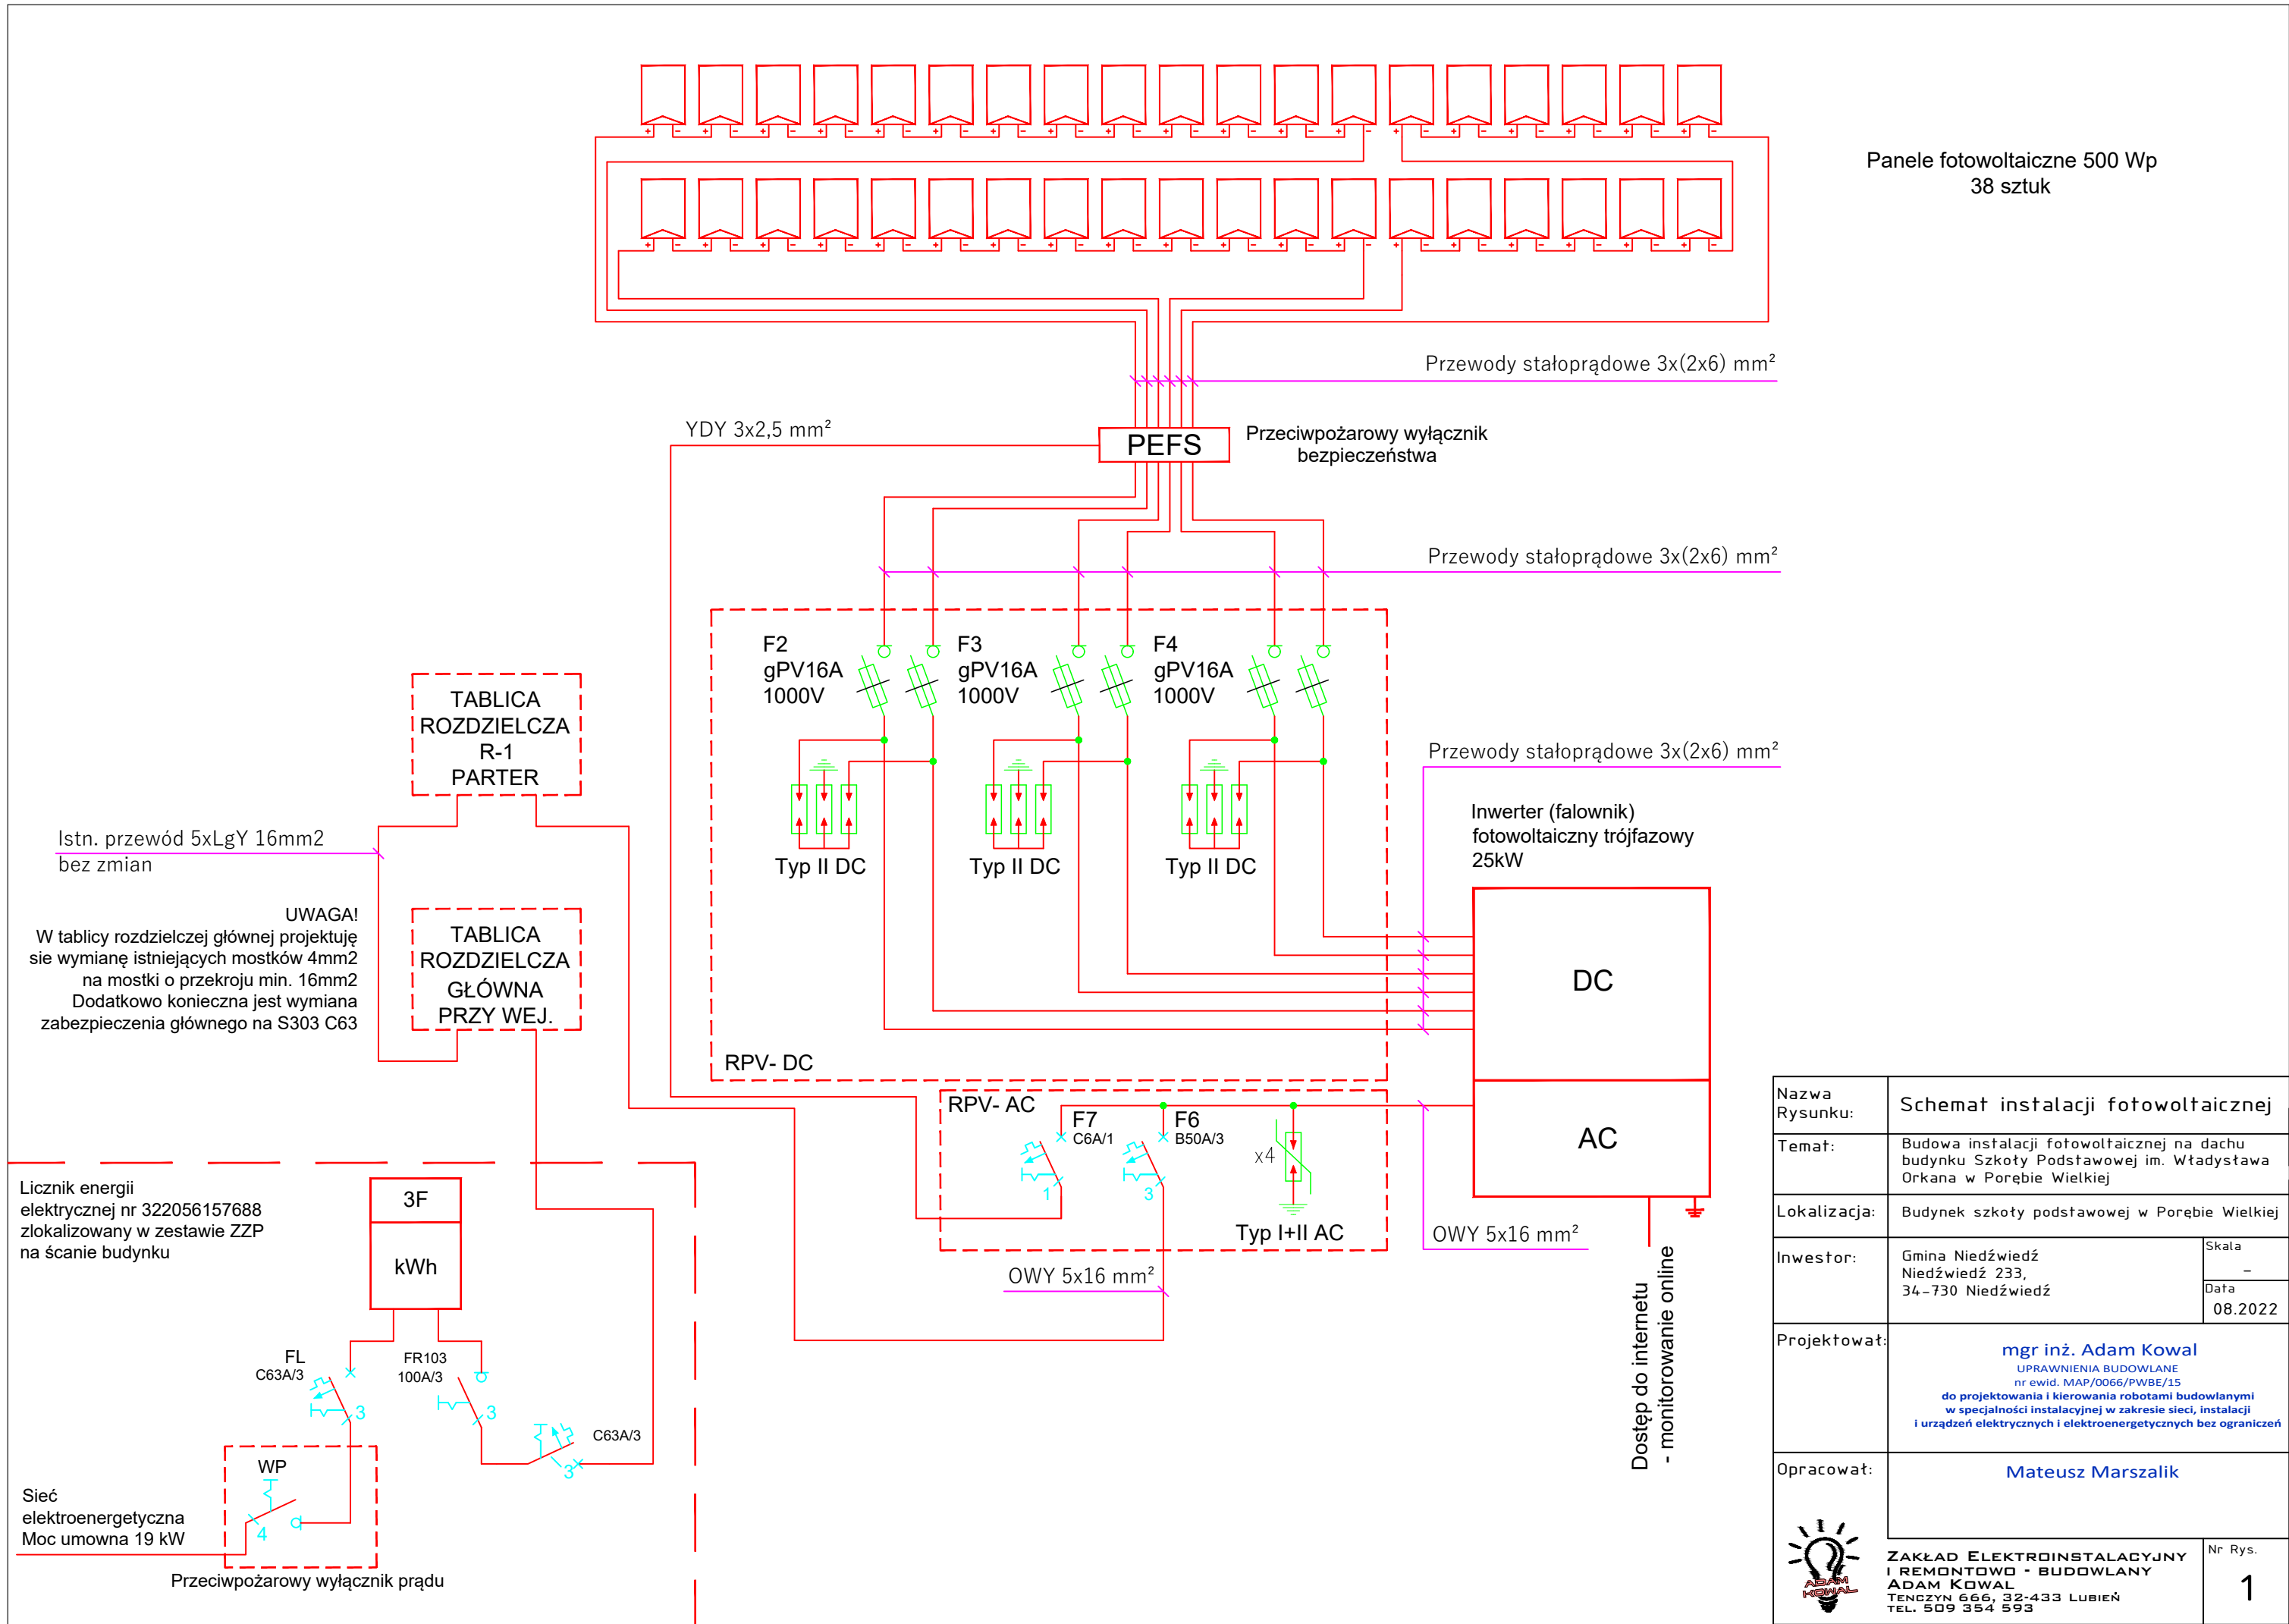 Panele fotowoltaiczne 500 Wp
38 sztuk
Przewody stałoprądowe 3x(2x6) mm²
YDY 3x2,5 mm²
PEFS
Przeciwpożarowy wyłącznik
bezpieczeństwa
Przewody stałoprądowe 3x(2x6) mm²
F2
gPV16A
1000V
F3
gPV16A
1000V
F4
gPV16A
1000V
Typ II DC
Typ II DC
Typ II DC
RPV- DC
Przewody stałoprądowe 3x(2x6) mm²
Inwerter (falownik)
fotowoltaiczny trójfazowy
25kW
DC
AC
TABLICA
ROZDZIELCZA
R-1
PARTER
Istn. przewód 5xLgY 16mm2
bez zmian
UWAGA!
W tablicy rozdzielczej głównej projektuję
sie wymianę istniejących mostków 4mm2
na mostki o przekroju min. 16mm2
Dodatkowo konieczna jest wymiana
zabezpieczenia głównego na S303 C63
TABLICA
ROZDZIELCZA
GŁÓWNA
PRZY WEJ.
RPV- AC
F7
C6A/1
1
F6
B50A/3
3
x4
Typ I+II AC
OWY 5x16 mm²
OWY 5x16 mm²
Dostęp do internetu
- monitorowanie online
Licznik energii
elektrycznej nr 322056157688
zlokalizowany w zestawie ZZP
na ścanie budynku
3F
kWh
FL
C63A/3
3
FR103
100A/3
3
C63A/3
3
WP
4
Sieć
elektroenergetyczna
Moc umowna 19 kW
Przeciwpożarowy wyłącznik prądu
Nazwa
Rysunku:
Schemat instalacji fotowoltaicznej
Temat:
Budowa instalacji fotowoltaicznej na dachu
budynku Szkoły Podstawowej im. Władysława
Orkana w Porębie Wielkiej
Lokalizacja:
Budynek szkoły podstawowej w Porębie Wielkiej
Inwestor:
Gmina Niedźwiedź
Niedźwiedź 233,
34-730 Niedźwiedź
Skala
-
Data
08.2022
Projektował:
mgr inż. Adam Kowal
UPRAWNIENIA BUDOWLANE
nr ewid. MAP/0066/PWBE/15
do projektowania i kierowania robotami budowlanymi
w specjalności instalacyjnej w zakresie sieci, instalacji
i urządzeń elektrycznych i elektroenergetycznych bez ograniczeń
Opracował:
Mateusz Marszalik
ADAM
KOWAL
ZAKŁAD ELEKTROINSTALACYJNY
I REMONTOWO - BUDOWLANY
ADAM KOWAL
TENCZYN 666, 32-433 LUBIEŃ
TEL. 509 354 593
Nr Rys.
1